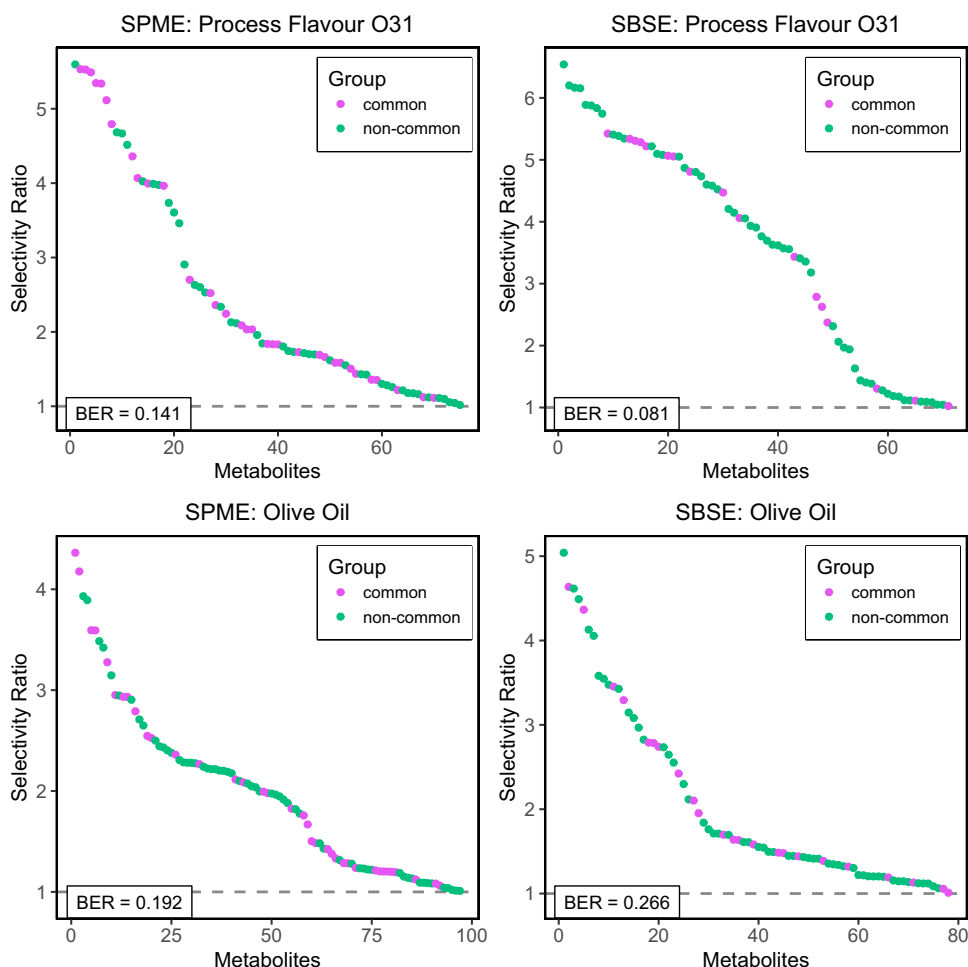 SPME: Process Flavour O31
Selectivity Ratio
5
4
3
2
1
Group
common
non-common
BER = 0.141
0
20
40
60
Metabolites
SBSE: Process Flavour O31
Selectivity Ratio
6
5
4
3
2
1
Group
common
non-common
BER = 0.081
0
20
40
60
Metabolites
SPME: Olive Oil
Selectivity Ratio
4
3
2
1
Group
common
non-common
BER = 0.192
0
25
50
75
100
Metabolites
SBSE: Olive Oil
Selectivity Ratio
5
4
3
2
1
Group
common
non-common
BER = 0.266
0
20
40
60
80
Metabolites